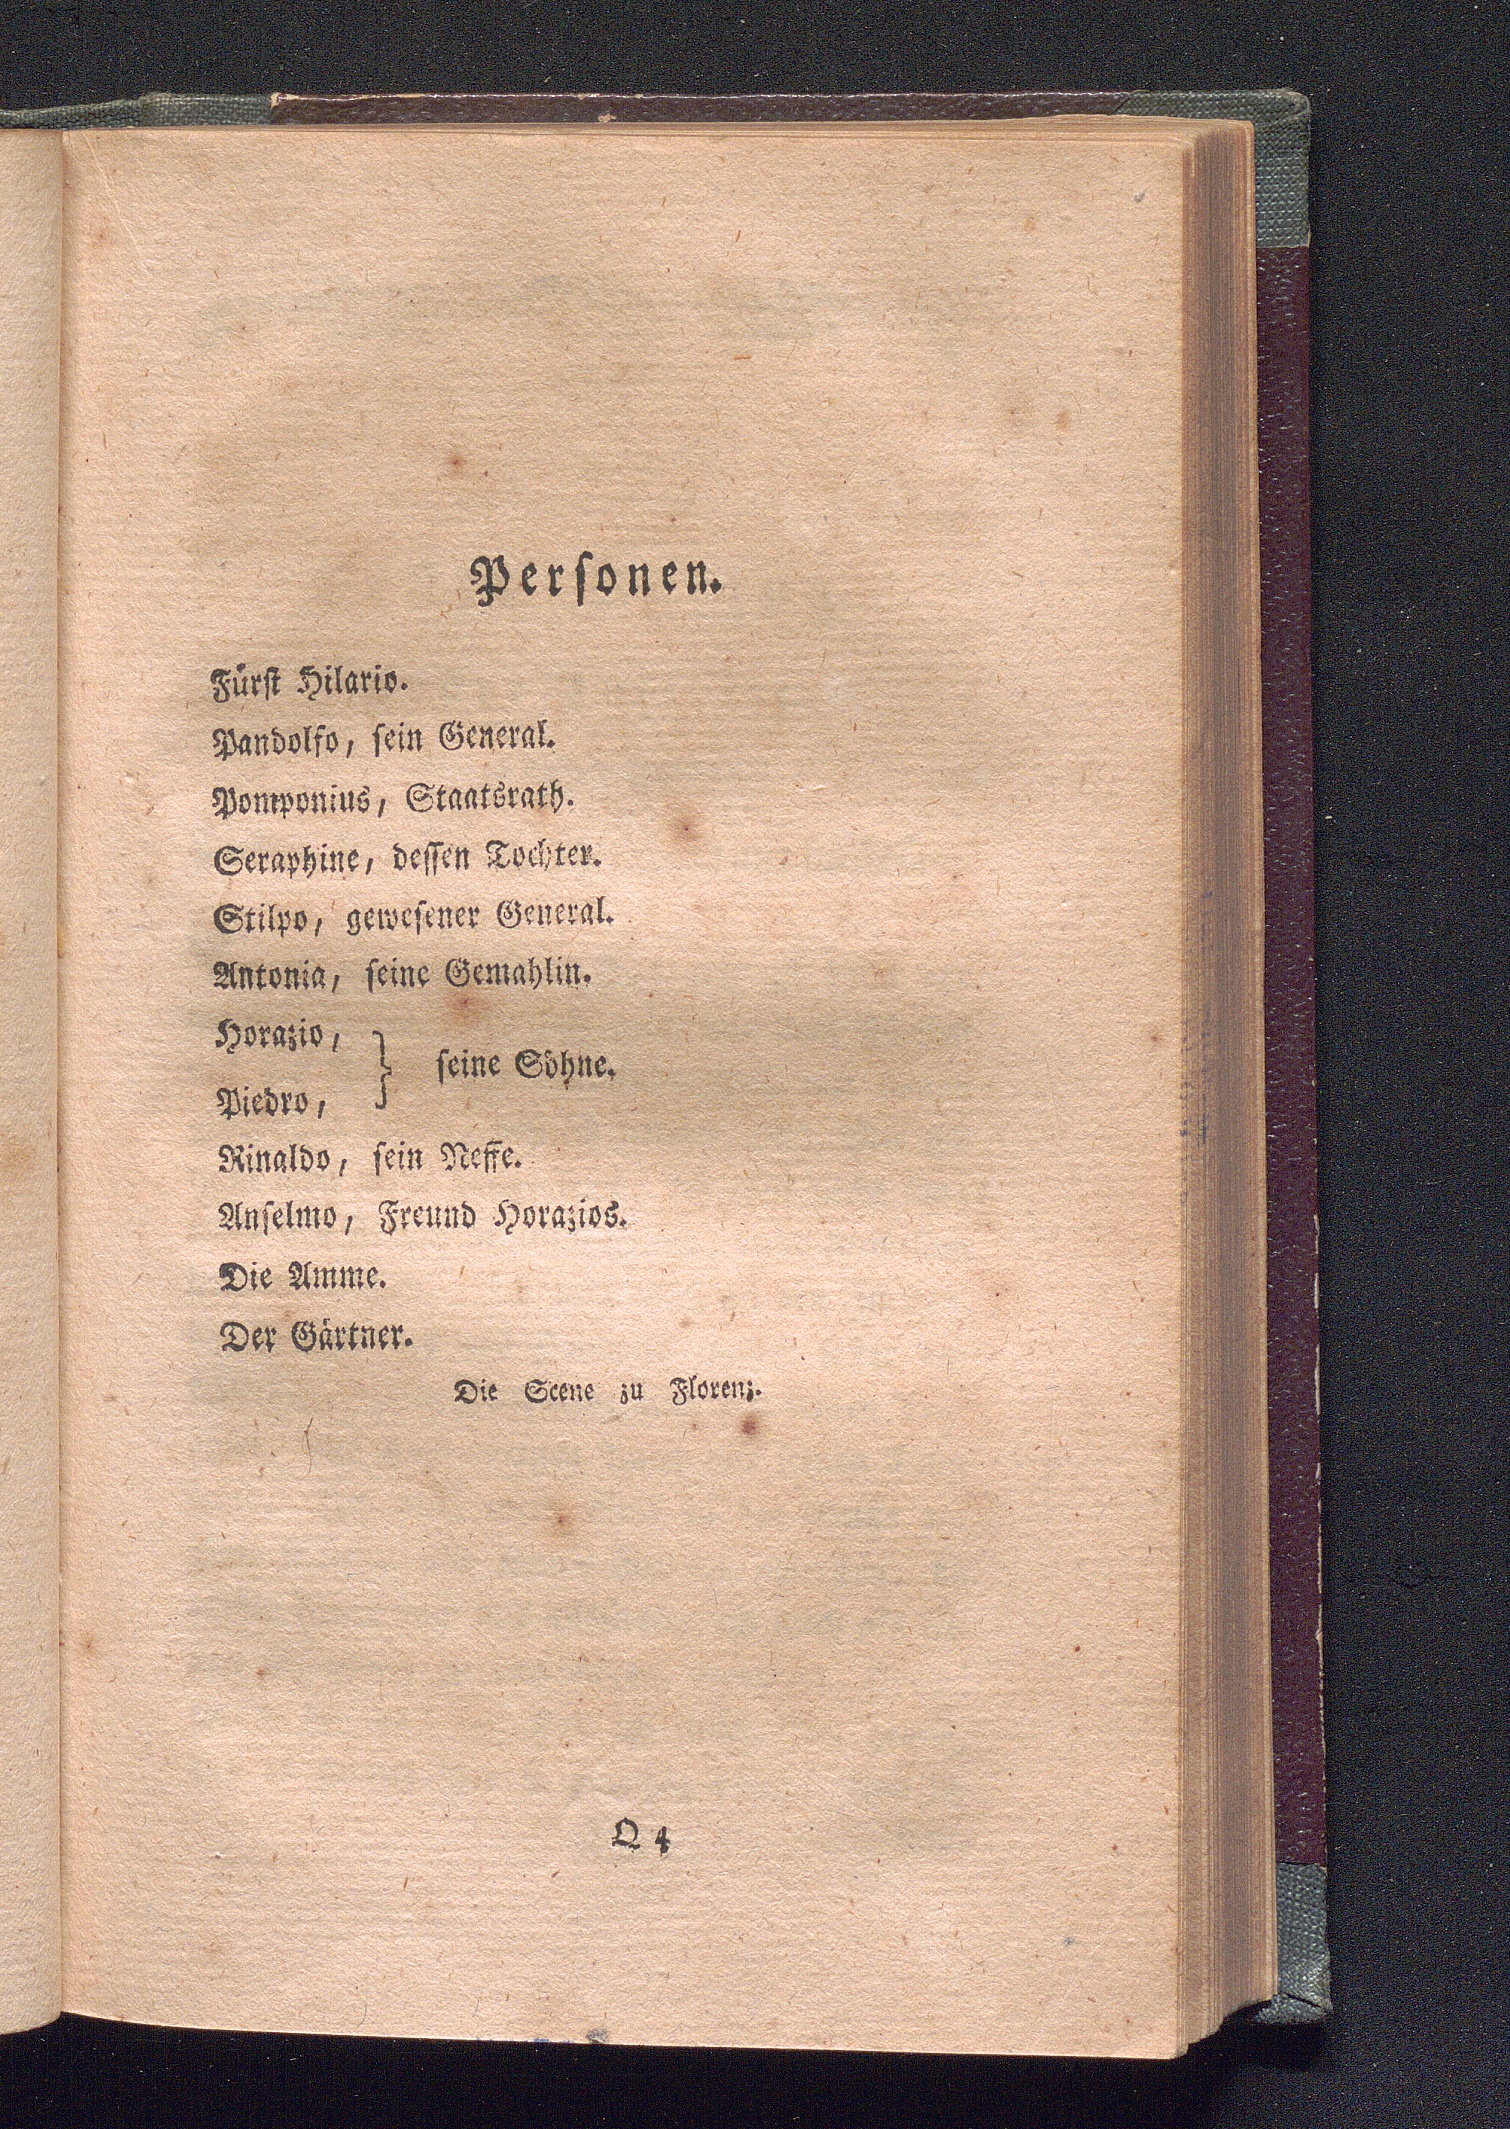 Perſonen.
Fürſt Hilario.
Pandolfo, ſein General.
Pomponius, Staatsrath.
Seraphine, deſſen Tochter.
Stilpo, geweſener General.
Antonia, ſeine Gemahlin.
Horazio,
Piedro, } ſeine Söhne.
Rinaldo, ſein Neffe.
Anſelmo, Freund Horazios.
Die Amme.
Der Gärtner.
Die Scene zu Florenz.
Q 4